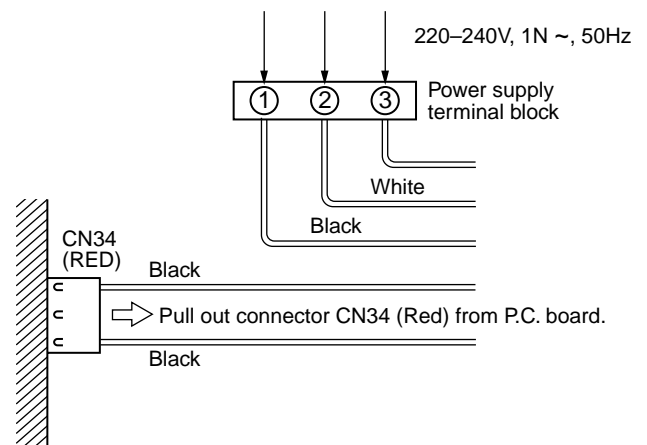 220–240V, 1N ~, 50Hz
1 2 3
Power supply
terminal block
White
Black
CN34
(RED)
Black
Pull out connector CN34 (Red) from P.C. board.
Black